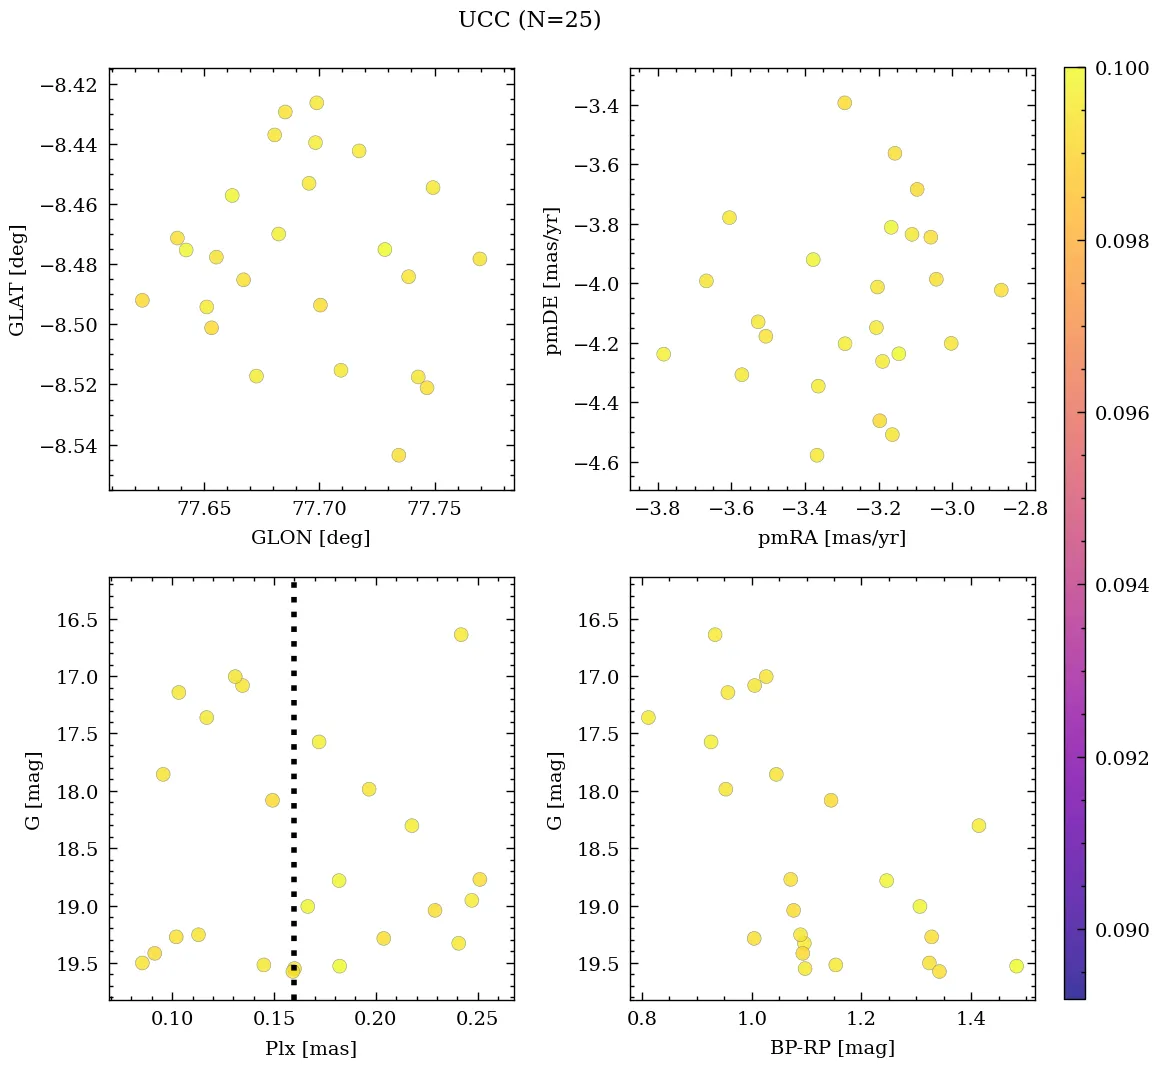 UCC (N=25)
−8.42
−8.44
−8.46
−8.48
−8.50
−8.52
−8.54
GLAT [deg]
77.65 77.70 77.75
GLON [deg]
−3.4
−3.6
−3.8
−4.0
−4.2
−4.4
−4.6
pmDE [mas/yr]
−3.8 −3.6 −3.4 −3.2 −3.0 −2.8
pmRA [mas/yr]
16.5
17.0
17.5
18.0
18.5
19.0
19.5
G [mag]
0.10 0.15 0.20 0.25
Plx [mas]
16.5
17.0
17.5
18.0
18.5
19.0
19.5
G [mag]
0.8 1.0 1.2 1.4
BP-RP [mag]
0.100
0.098
0.096
0.094
0.092
0.090